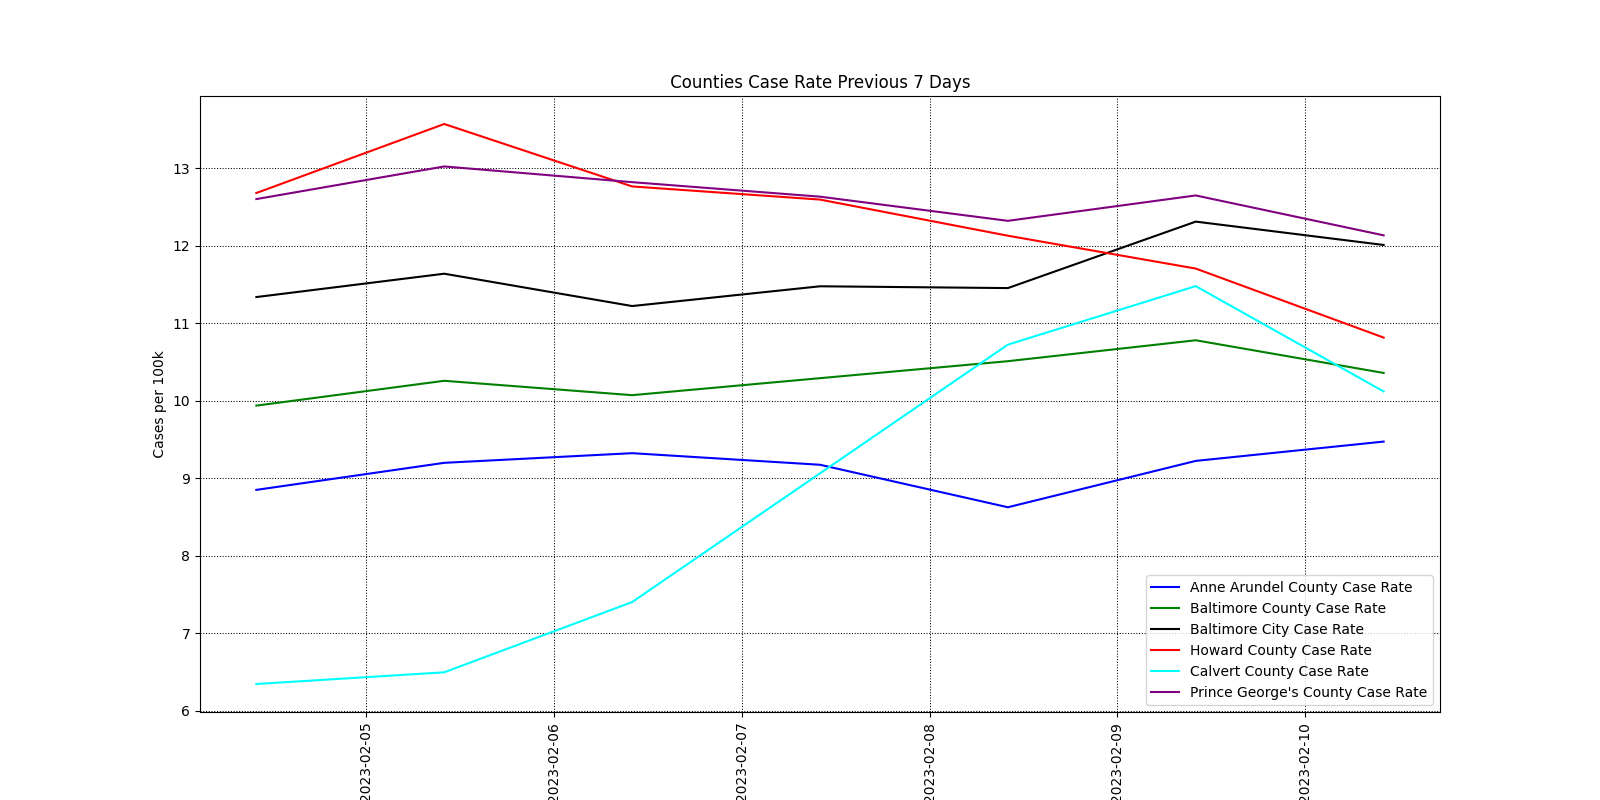 Counties Case Rate Previous 7 Days
Cases per 100k
13
12
11
10
9
8
7
6
2023-02-05
2023-02-06
2023-02-07
2023-02-08
2023-02-09
2023-02-10
Anne Arundel County Case Rate
Baltimore County Case Rate
Baltimore City Case Rate
Howard County Case Rate
Calvert County Case Rate
Prince George's County Case Rate